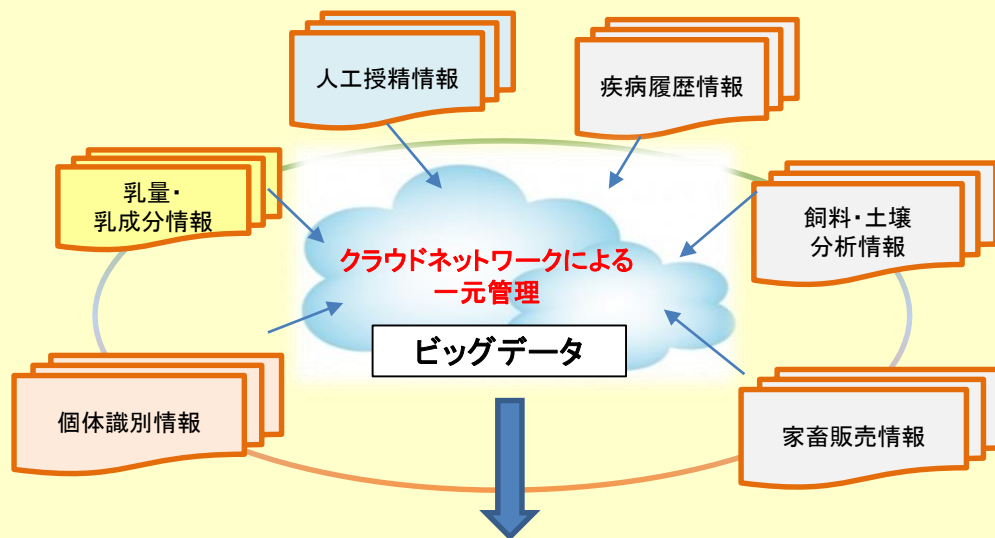 人工授精情報
疾病履歴情報
乳量・
乳成分情報
飼料・土壌
分析情報
クラウドネットワークによる
一元管理
ビッグデータ
個体識別情報
家畜販売情報